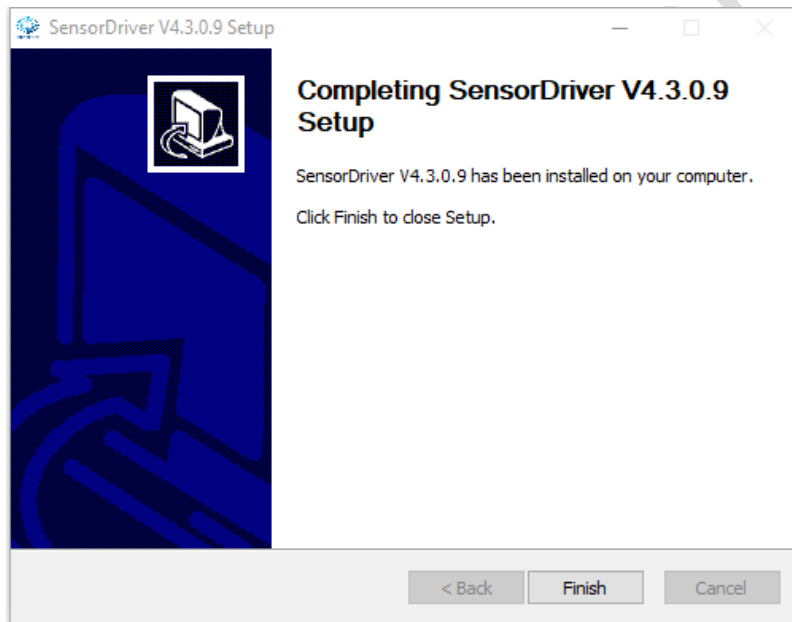 SensorDriver V4.3.0.9 Setup
Completing SensorDriver V4.3.0.9
Setup
SensorDriver V4.3.0.9 has been installed on your computer.
Click Finish to close Setup.
< Back
Finish
Cancel